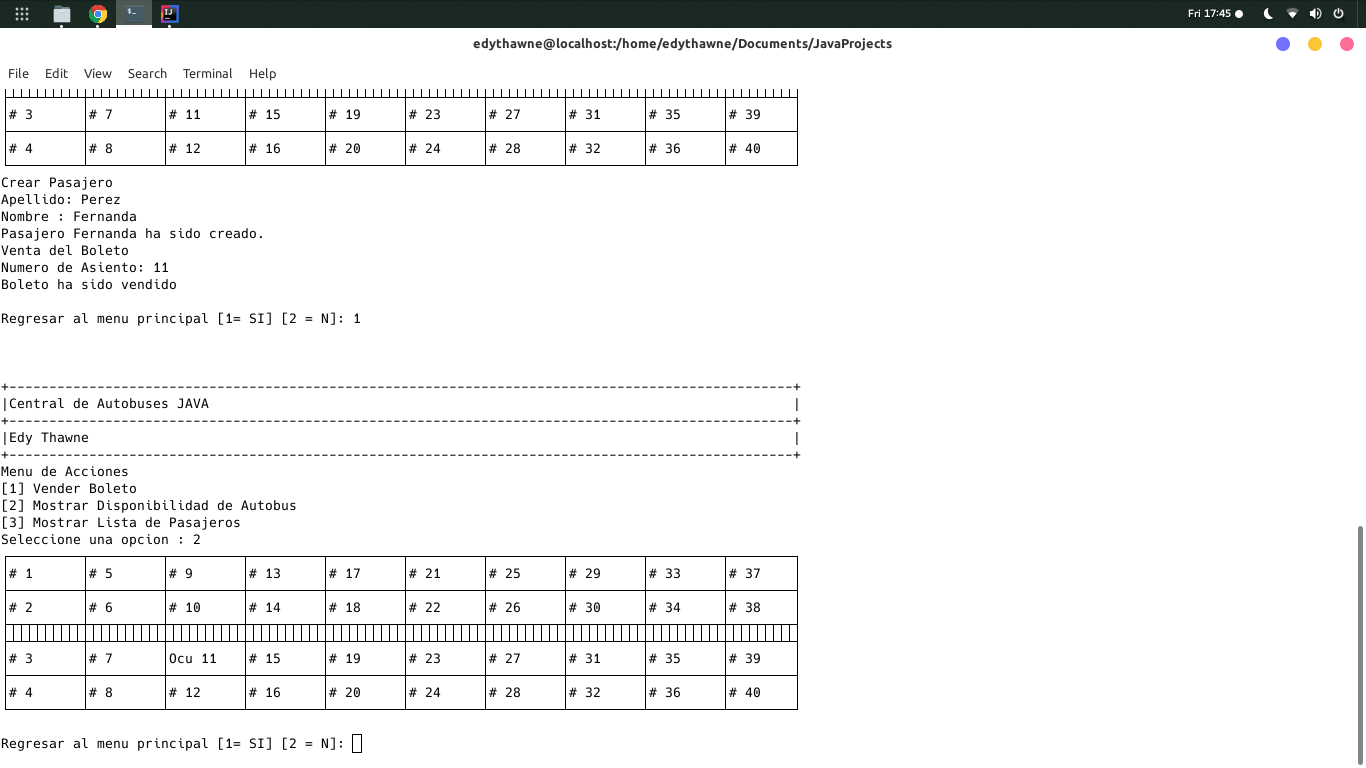 Fri 17:45
edythawne@localhost:/home/edythawne/Documents/JavaProjects
File Edit View Search Terminal Help
# 3 # 7 # 11 # 15 # 19 # 23 # 27 # 31 # 35 # 39
# 4 # 8 # 12 # 16 # 20 # 24 # 28 # 32 # 36 # 40
Crear Pasajero
Apellido: Perez
Nombre : Fernanda
Pasajero Fernanda ha sido creado.
Venta del Boleto
Numero de Asiento: 11
Boleto ha sido vendido
Regresar al menu principal [1= SI] [2 = N]: 1
+--------------------------------------------------------------------------------------------------+
|Central de Autobuses JAVA |
+--------------------------------------------------------------------------------------------------+
|Edy Thawne |
+--------------------------------------------------------------------------------------------------+
Menu de Acciones
[1] Vender Boleto
[2] Mostrar Disponibilidad de Autobus
[3] Mostrar Lista de Pasajeros
Seleccione una opcion : 2
# 1 # 5 # 9 # 13 # 17 # 21 # 25 # 29 # 33 # 37
# 2 # 6 # 10 # 14 # 18 # 22 # 26 # 30 # 34 # 38
# 3 # 7 Ocu 11 # 15 # 19 # 23 # 27 # 31 # 35 # 39
# 4 # 8 # 12 # 16 # 20 # 24 # 28 # 32 # 36 # 40
Regresar al menu principal [1= SI] [2 = N]: